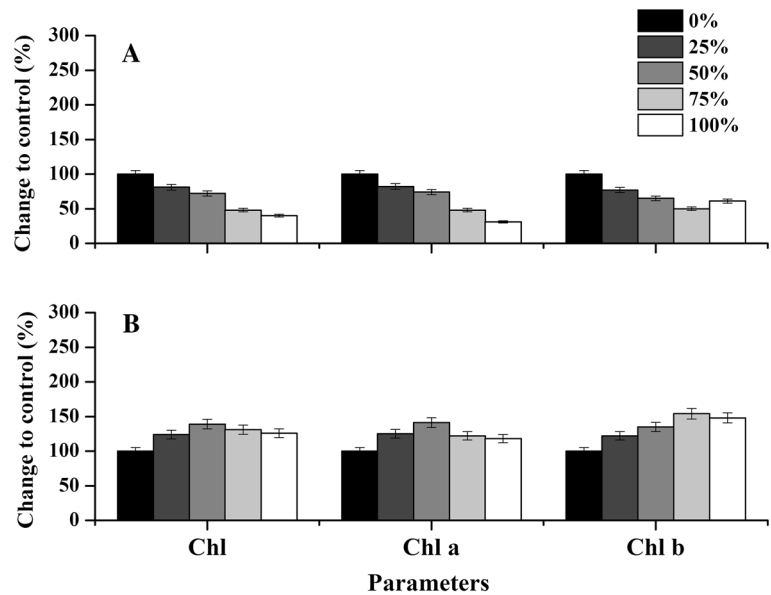 A
Change to control (%)
300
250
200
150
100
50
0
0%
25%
50%
75%
100%
B
Change to control (%)
300
250
200
150
100
50
0
Chl
Chl a
Chl b
Parameters